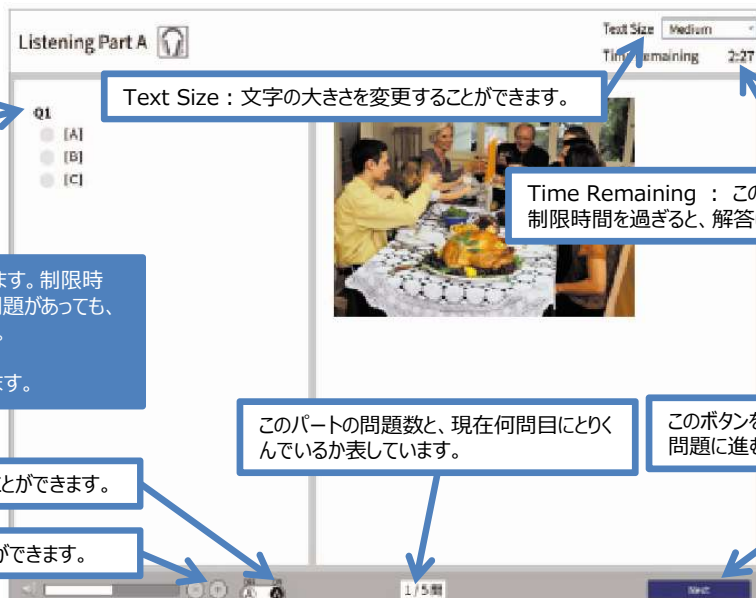 Listening Part A
Text Size Medium
Time Remaining 2:27
Text Size：文字の大きさを変更することができます。
Q1
[A]
[B]
[C]
Time Remaining ： この
制限時間を過ぎると、解答
ます。制限時
問題があっても、
。
ます。
このパートの問題数と、現在何問目にとりく
んでいるか表しています。
このボタンを
問題に進む
とができます。
ができます。
1 / 5 問
Next